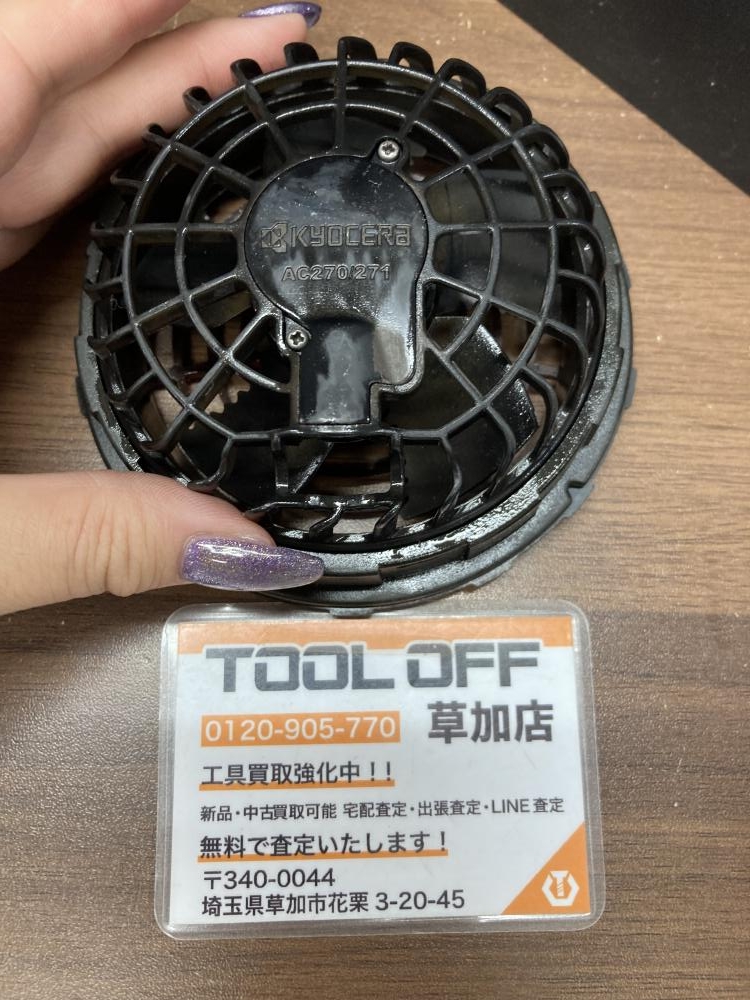 KYOCERA
AC270/271
TOOL OFF
0120-905-770 草加店
工具買取強化中!!
新品・中古買取可能 宅配査定・出張査定・LINE査定
無料で査定いたします!
〒340-0044
埼玉県草加市花栗 3-20-45